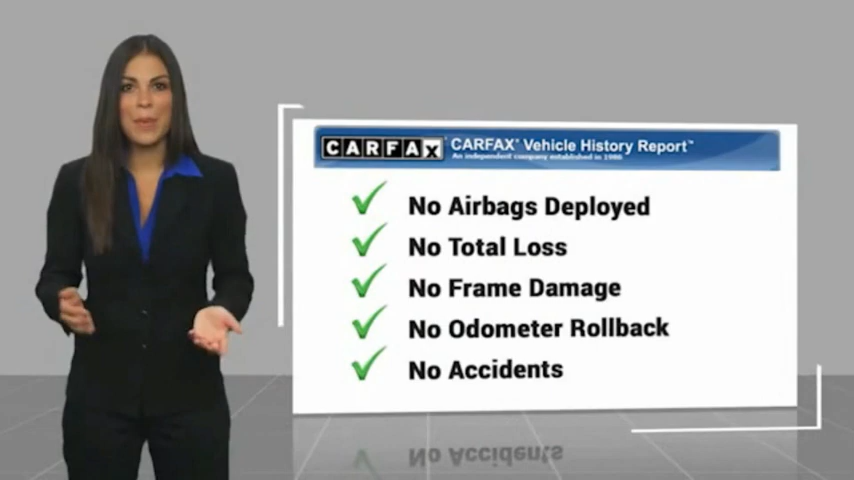 CARFAX CARFAX® Vehicle History Report™
An independent company established in 1986
No Airbags Deployed
No Total Loss
No Frame Damage
No Odometer Rollback
No Accidents
No Accidents